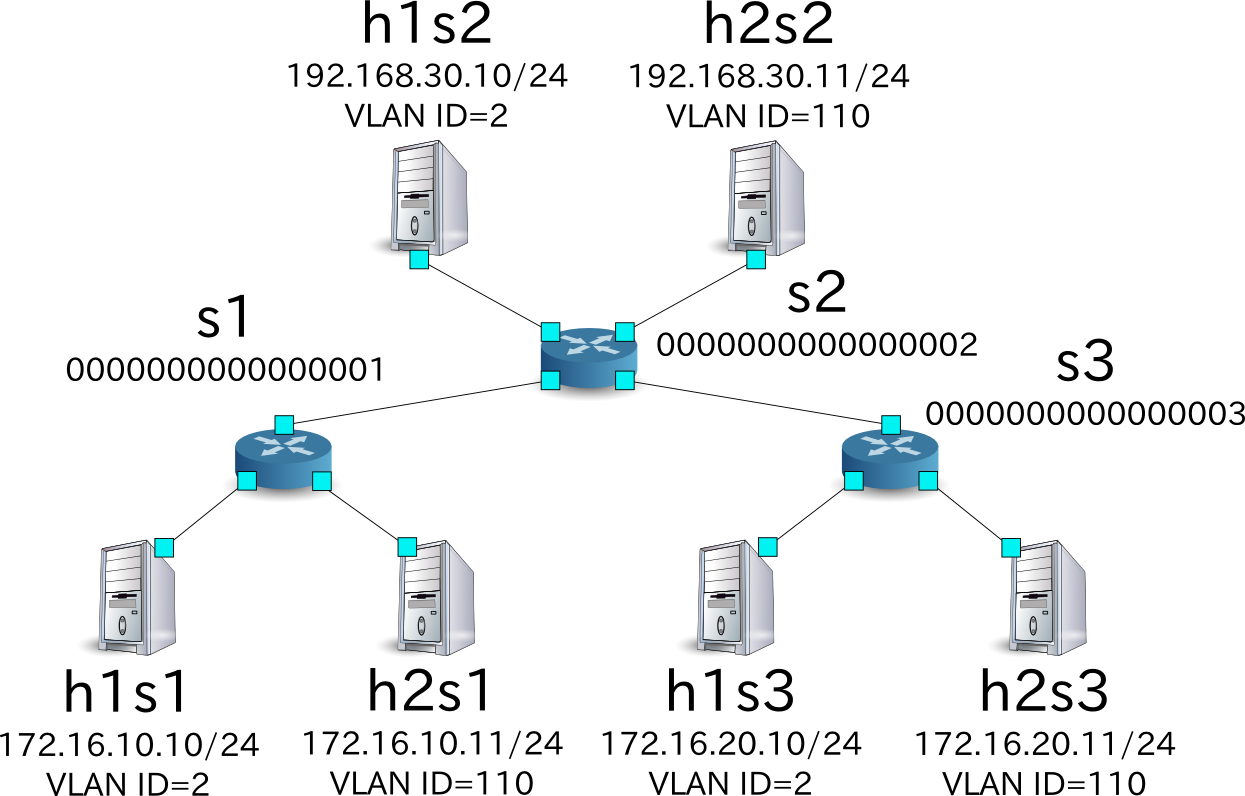 h1s2
192.168.30.10/24
VLAN ID=2
h2s2
192.168.30.11/24
VLAN ID=110
s1
0000000000000001
s2
0000000000000002
s3
0000000000000003
h1s1
172.16.10.10/24
VLAN ID=2
h2s1
172.16.10.11/24
VLAN ID=110
h1s3
172.16.20.10/24
VLAN ID=2
h2s3
172.16.20.11/24
VLAN ID=110